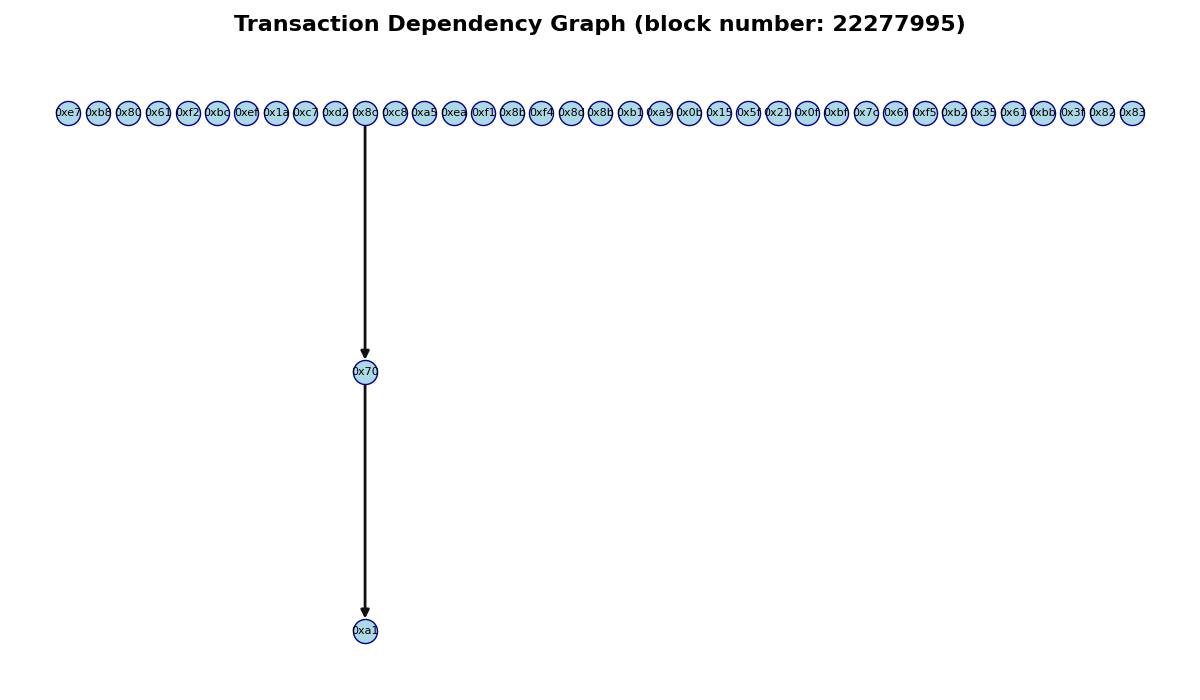 Transaction Dependency Graph (block number: 22277995)
0xe7 0xb8 0x80 0x61 0xf2 0xbc 0xef 0x1a 0xc7 0xd2 0x8c 0xc8 0xa5 0xea 0xf1 0x8b 0xf4 0x8d 0x8b 0xb1 0xa9 0x0b 0x15 0x5f 0x21 0x0f 0xbf 0x7c 0x6f 0xf5 0xb2 0x35 0x61 0xbb 0x3f 0x82 0x83
0x70
0xa1